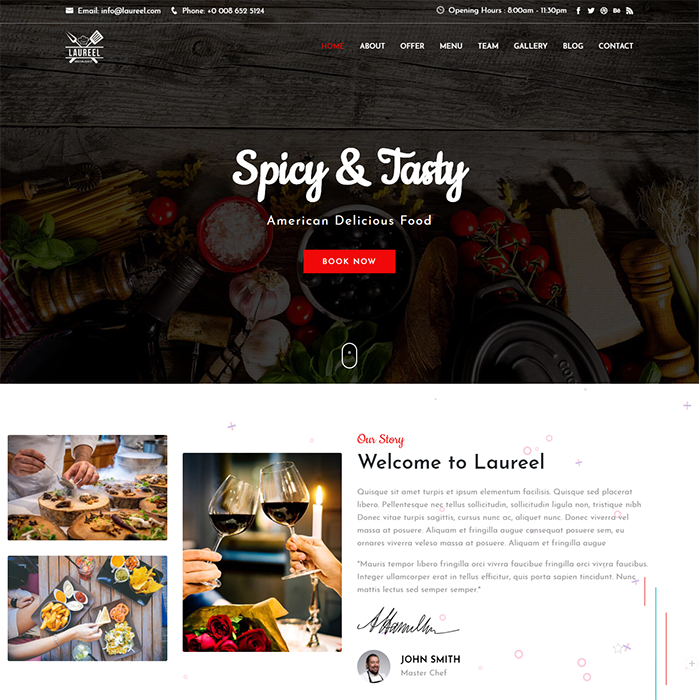 Email: info@laureel.com Phone: +0 008 652 5124 Opening Hours : 8:00am - 11:30pm
LAUREEL
HOME ABOUT OFFER MENU TEAM GALLERY BLOG CONTACT
Spicy & Tasty
American Delicious Food
BOOK NOW
Our Story
Welcome to Laureel
Quisque sit amet turpis et ipsum elementum facilisis. Quisque sed placerat
libero. Pellentesque nec tellus sollicitudin, sollicitudin ligula non, tristique nibh
Donec vitae turpis sagittis, cursus nunc ac, aliquet nunc. Donec viverra vel
massa at posuere. Aliquam et fringilla augue consequat posuere sem, eu
ornares viverra veleso massa at posuere. Aliquam et fringilla augue
"Mauris tempor libero fringilla orci vivrra faucibue fringilla orci vivrra faucibus.
Integer ullamcorper erat in tellus efficitur, quis porta sapien tincidunt. Nunc
mattis lectus sed semper semper."
JOHN SMITH
Master Chef